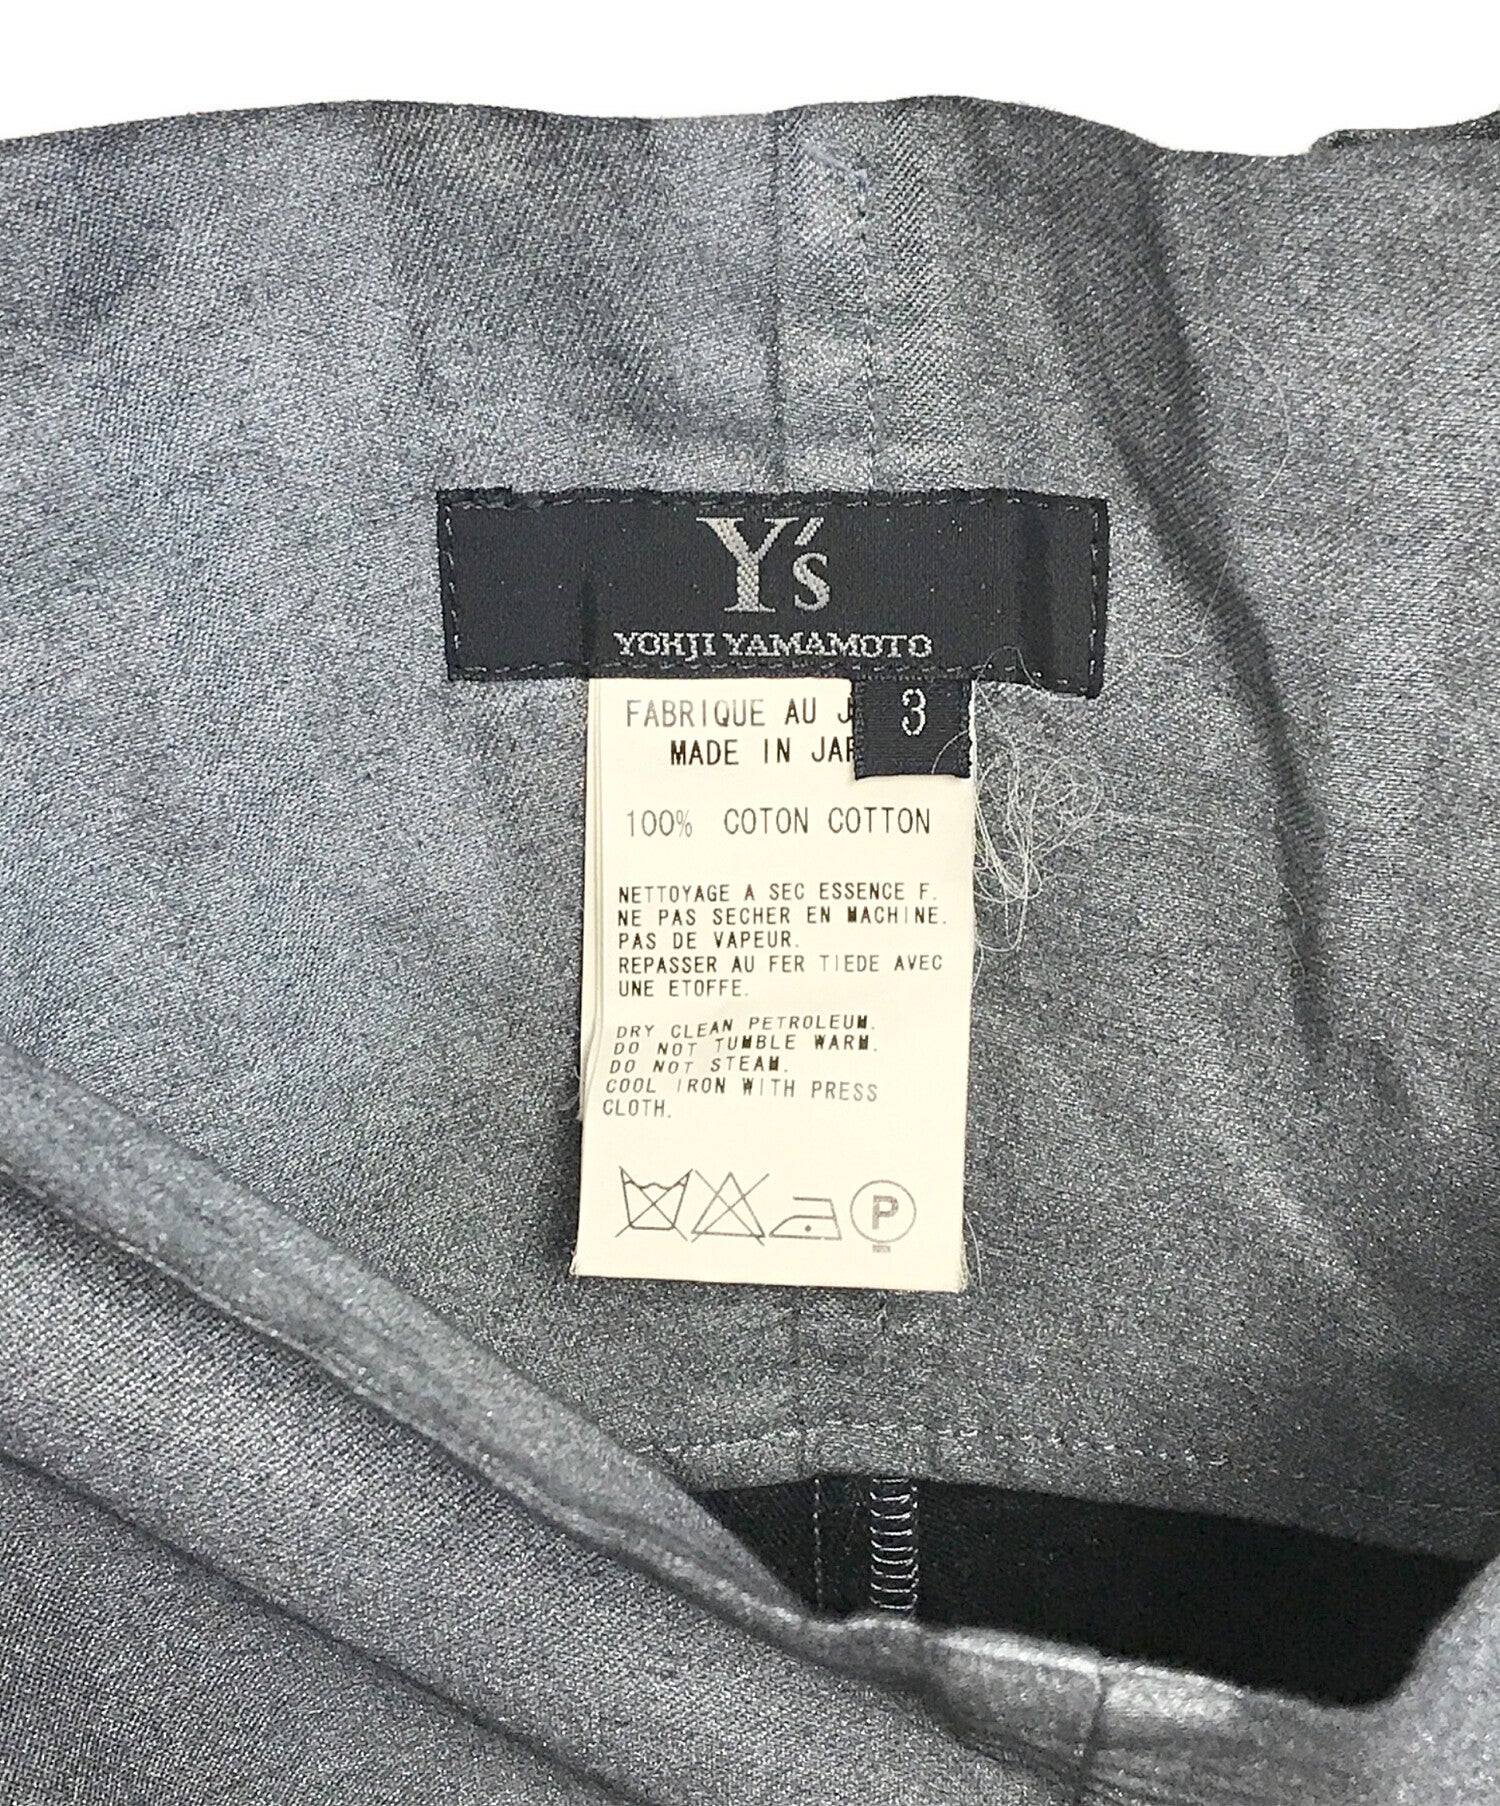 Y's
YOHJI YAMAMOTO
3
FABRIQUE AU
MADE IN
100% COTON COTTON
NETTOYAGE A SEC ESSENCE F.
NE PAS SECHER EN MACHINE.
PAS DE VAPEUR.
REPASSER AU FER TIEDE AVEC
UNE ETOFFE.
DRY CLEAN PETROLEUM.
DO NOT TUMBLE WARM.
DO NOT STEAM.
COOL IRON WITH PRESS
CLOTH.
P